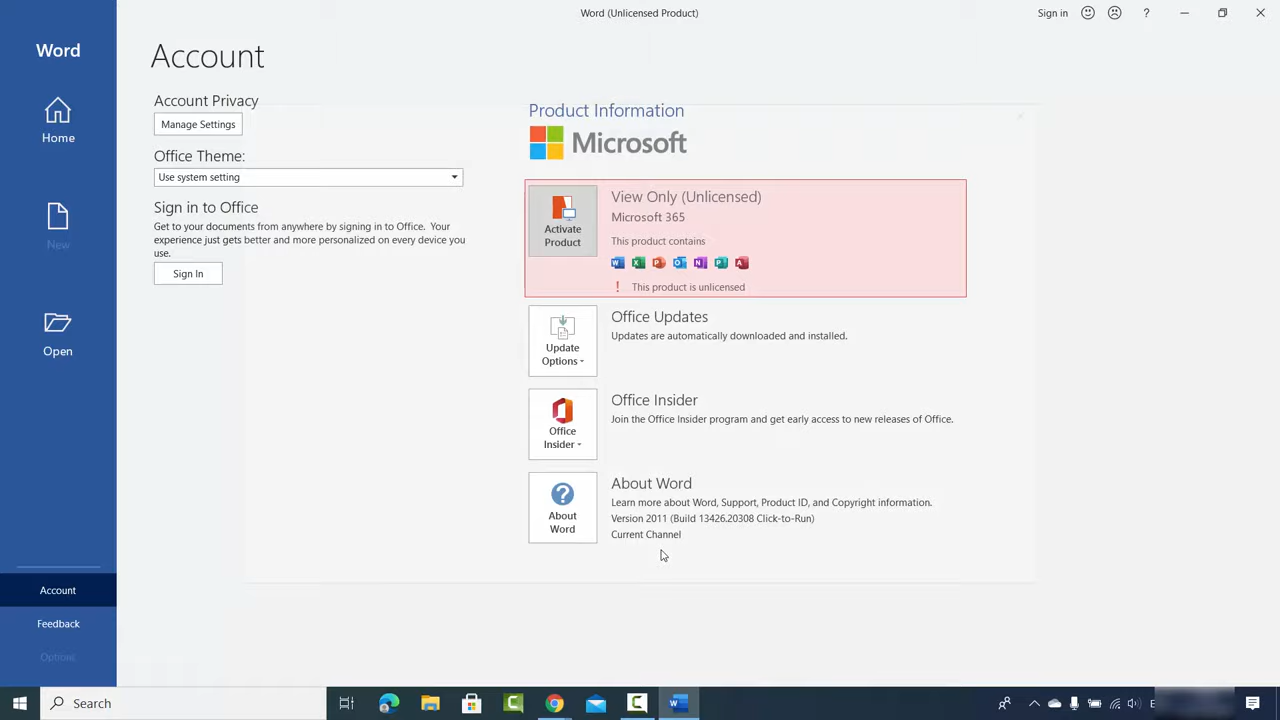 Word (Unlicensed Product)
Sign in
?
Word
Home
New
Open
Account
Feedback
Options
Account
Account Privacy
Manage Settings
Office Theme:
Use system setting
Sign in to Office
Get to your documents from anywhere by signing in to Office. Your
experience just gets better and more personalized on every device you
use.
Sign In
Product Information
Microsoft
Activate
Product
View Only (Unlicensed)
Microsoft 365
This product contains
! This product is unlicensed
Update
Options
Office Updates
Updates are automatically downloaded and installed.
Office
Insider
Office Insider
Join the Office Insider program and get early access to new releases of Office.
About
Word
About Word
Learn more about Word, Support, Product ID, and Copyright information.
Version 2011 (Build 13426.20308 Click-to-Run)
Current Channel
Search